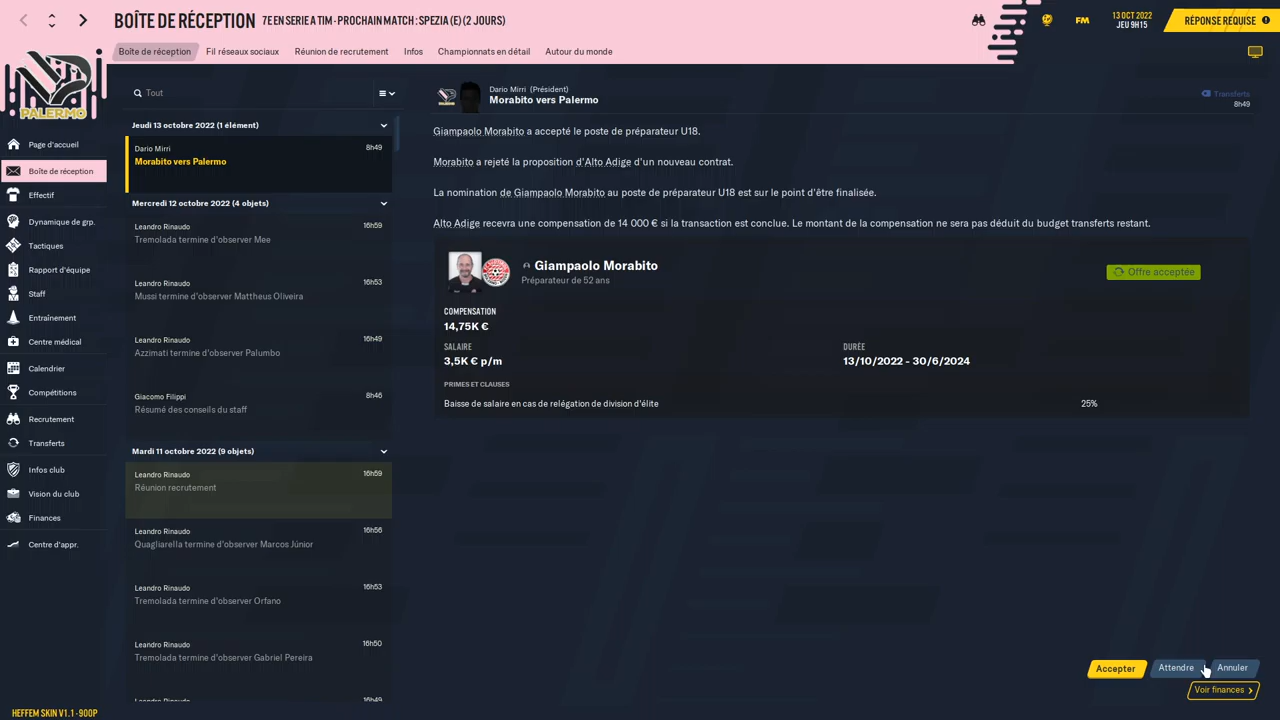 BOÎTE DE RÉCEPTION
7E EN SERIE A TIM - PROCHAIN MATCH : SPEZIA (E) (2 JOURS)
FM
13 OCT 2022
JEU 9H15
RÉPONSE REQUISE
Boîte de réception
Fil réseaux sociaux
Réunion de recrutement
Infos
Championnats en détail
Autour du monde
PALERMO
Page d'accueil
Boîte de réception
Effectif
Dynamique de grp.
Tactiques
Rapport d'équipe
Staff
Entraînement
Centre médical
Calendrier
Compétitions
Recrutement
Transferts
Infos club
Vision du club
Finances
Centre d'appr.
HEFFEM SKIN V1.1 - 900P
Tout
Jeudi 13 octobre 2022 (1 élément)
Dario Mirri 8h49
Morabito vers Palermo
Mercredi 12 octobre 2022 (4 objets)
Leandro Rinaudo 16h59
Tremolada termine d'observer Mee
Leandro Rinaudo 16h53
Mussi termine d'observer Mattheus Oliveira
Leandro Rinaudo 16h49
Azzimati termine d'observer Palumbo
Giacomo Filippi 8h46
Résumé des conseils du staff
Mardi 11 octobre 2022 (9 objets)
Leandro Rinaudo 16h59
Réunion recrutement
Leandro Rinaudo 16h56
Quagliarella termine d'observer Marcos Júnior
Leandro Rinaudo 16h53
Tremolada termine d'observer Orfano
Leandro Rinaudo 16h50
Tremolada termine d'observer Gabriel Pereira
Leandro Rinaudo 16h49
Dario Mirri (Président)
Morabito vers Palermo
Transferts
8h49
Giampaolo Morabito a accepté le poste de préparateur U18.
Morabito a rejeté la proposition d'Alto Adige d'un nouveau contrat.
La nomination de Giampaolo Morabito au poste de préparateur U18 est sur le point d'être finalisée.
Alto Adige recevra une compensation de 14 000 € si la transaction est conclue. Le montant de la compensation ne sera pas déduit du budget transferts restant.
Giampaolo Morabito
Préparateur de 52 ans
Offre acceptée
COMPENSATION
14,75K €
SALAIRE
3,5K € p/m
DURÉE
13/10/2022 - 30/6/2024
PRIMES ET CLAUSES
Baisse de salaire en cas de relégation de division d'élite 25%
Accepter
Attendre
Annuler
Voir finances